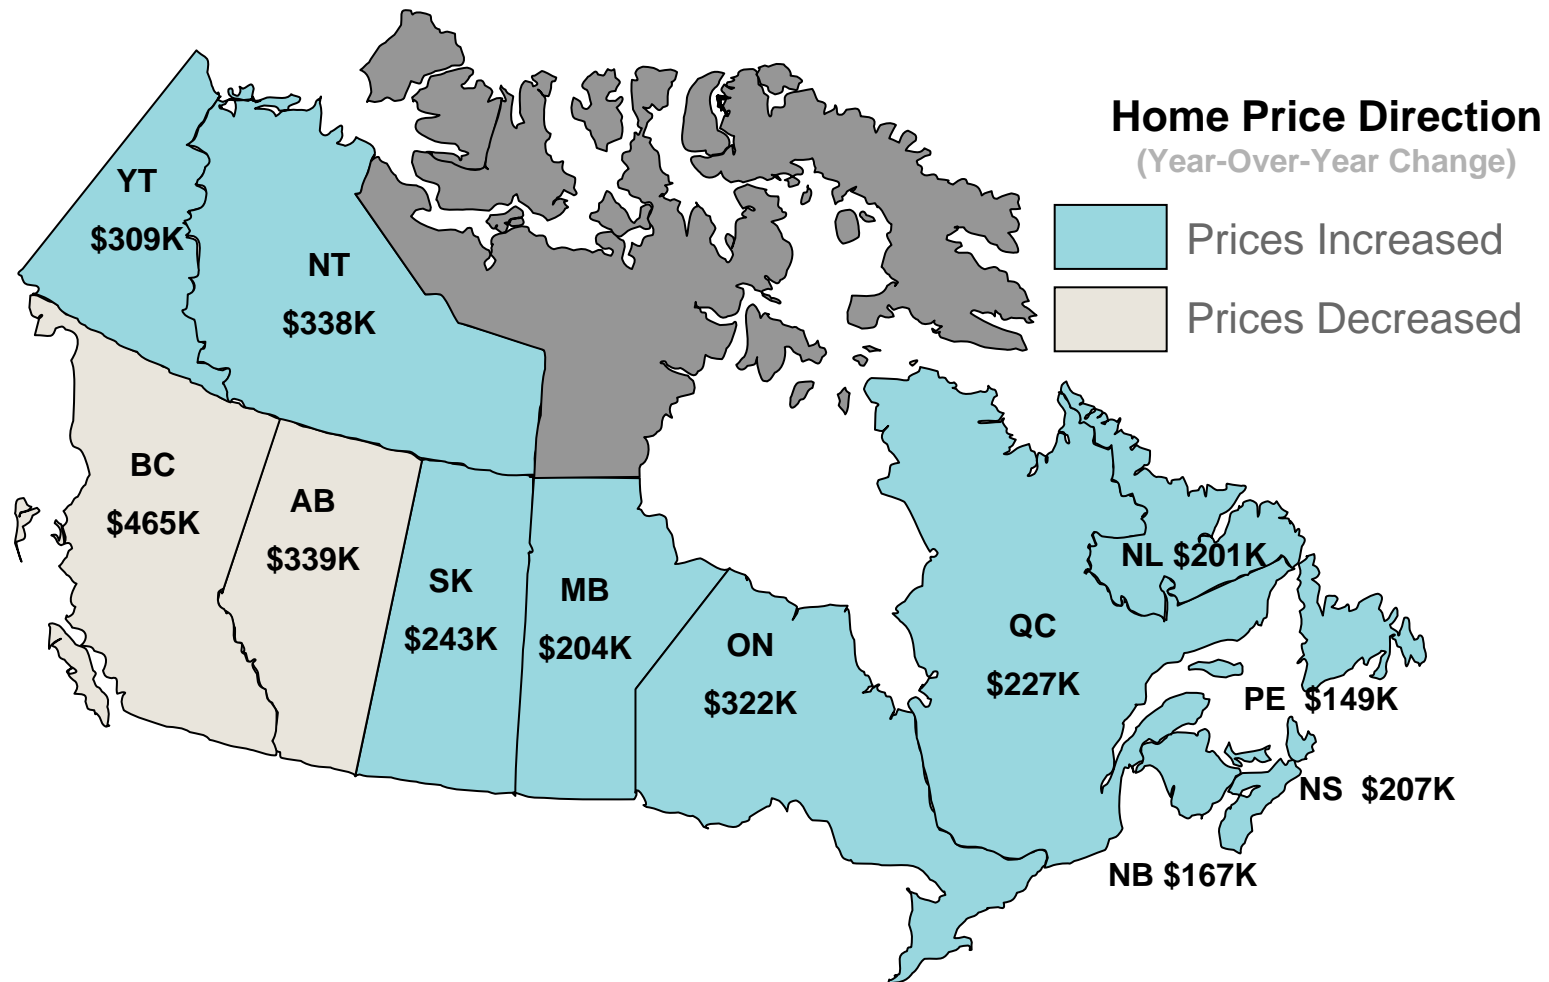 Home Price Direction
(Year-Over-Year Change)
Prices Increased
Prices Decreased
YT
$309K
NT
$338K
BC
$465K
AB
$339K
SK
$243K
MB
$204K
ON
$322K
QC
$227K
NL $201K
PE $149K
NS $207K
NB $167K